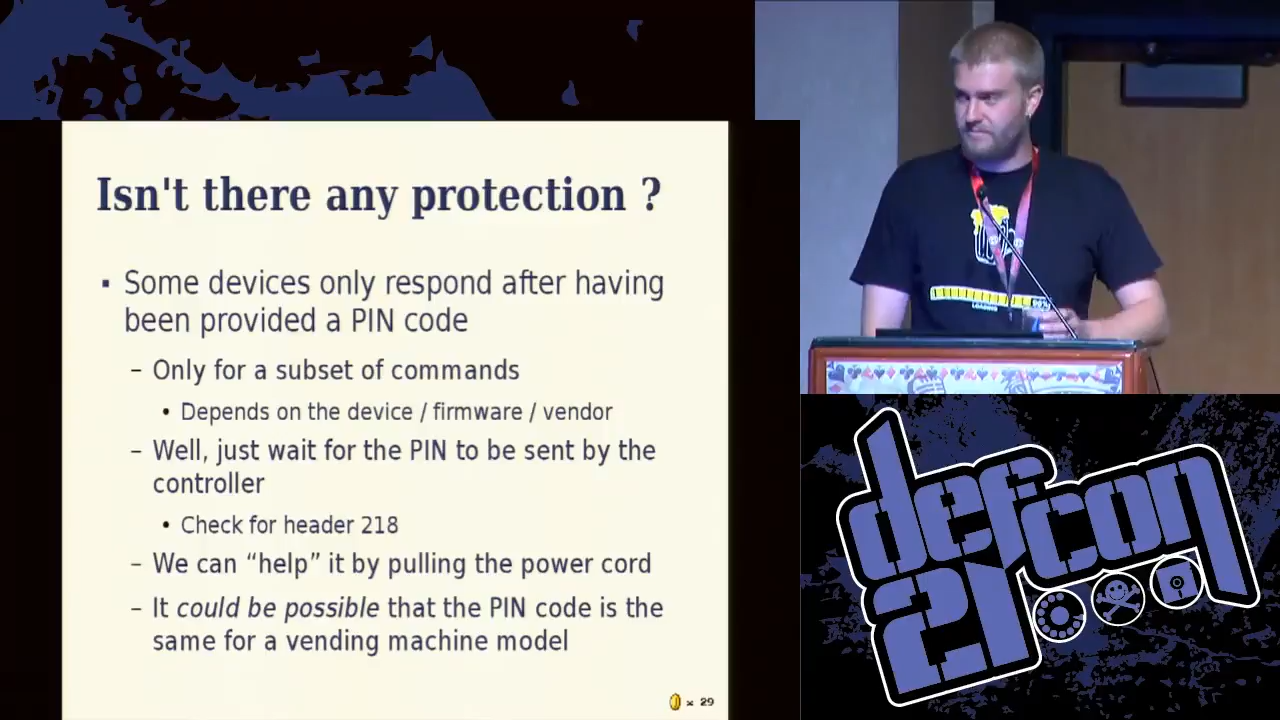 Isn't there any protection ?
▪ Some devices only respond after having
been provided a PIN code
– Only for a subset of commands
• Depends on the device / firmware / vendor
– Well, just wait for the PIN to be sent by the
controller
• Check for header 218
– We can “help” it by pulling the power cord
– It could be possible that the PIN code is the
same for a vending machine model
× 29
LOADING
defcon
21